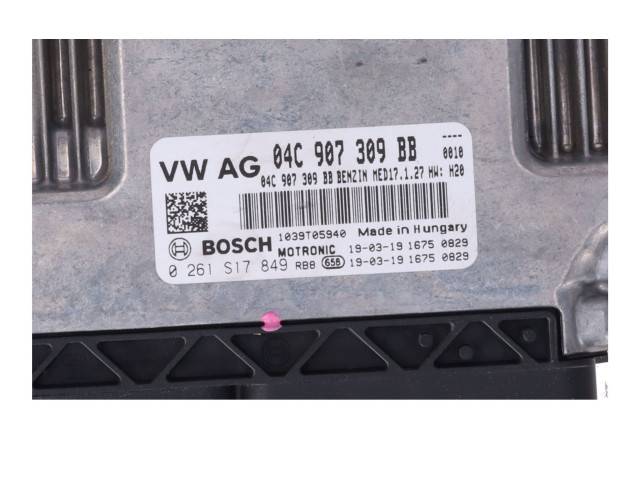 VW AG 04C 907 309 BB ----
0010
04C 907 309 BB BENZIN MED17.1.27 HW: H20
BOSCH 1039T05940 Made in Hungary
MOTRONIC 19-03-19 1675 0829
0 261 S17 849 RB8 65B 19-03-19 1675 0829